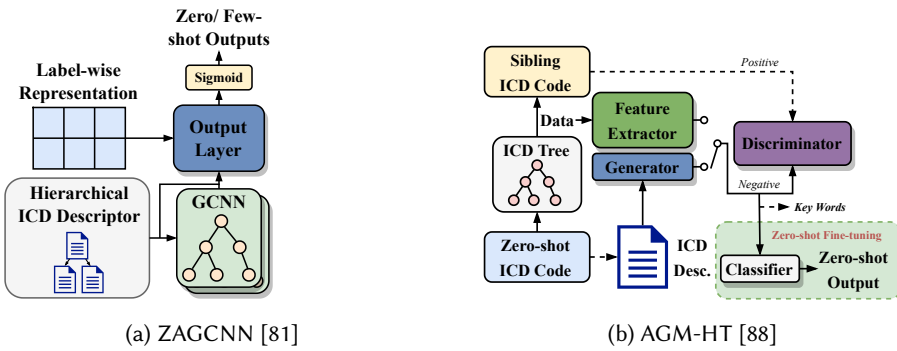 Zero/ Few-
shot Outputs
Sigmoid
Label-wise
Representation
Output
Layer
Hierarchical
ICD Descriptor
GCNN
(a) ZAGCNN [81]
Sibling
ICD Code
Positive
Data
Feature
Extractor
ICD Tree
Generator
Discriminator
Negative
Key Words
Zero-shot
ICD Code
ICD
Desc.
Zero-shot Fine-tuning
Classifier
Zero-shot
Output
(b) AGM-HT [88]